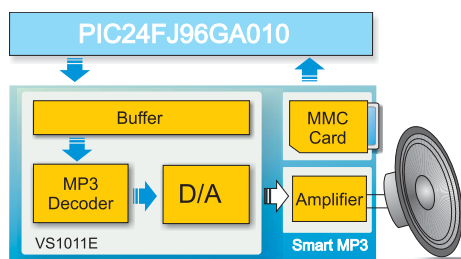 PIC24FJ96GA010
Buffer
MMC
Card
MP3
Decoder
D/A
Amplifier
VS1011E
Smart MP3